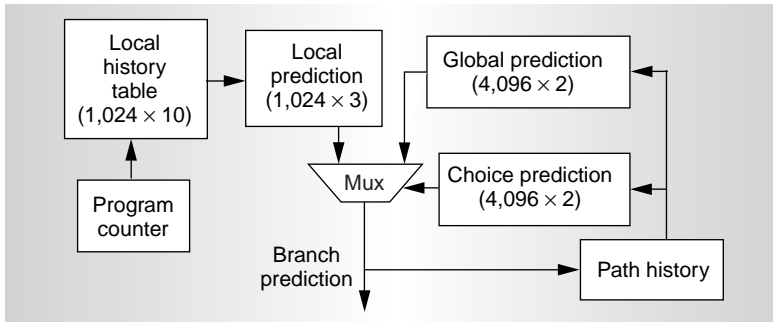 Local
history
table
(1,024 × 10)
Local
prediction
(1,024 × 3)
Global prediction
(4,096 × 2)
Mux
Choice prediction
(4,096 × 2)
Program
counter
Branch
prediction
Path history